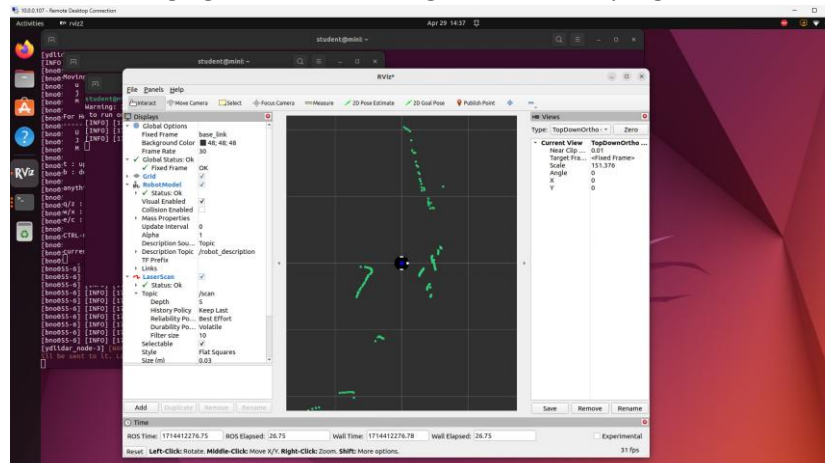 10.0.0.107 - Remote Desktop Connection
Activities
rviz2
Apr 29 14:37
student@mini: ~
student@mini: ~
RViz*
File Panels Help
Interact Move Camera Select Focus Camera Measure 2D Pose Estimate 2D Goal Pose Publish Point
Displays
Global Options
Fixed Frame base_link
Background Color 48; 48; 48
Frame Rate 30
Global Status: Ok
Fixed Frame OK
Grid
RobotModel
Status: Ok
Visual Enabled
Collision Enabled
Mass Properties
Update Interval 0
Alpha 1
Description Sou... Topic
Description Topic /robot_description
TF Prefix
Links
LaserScan
Status: Ok
Topic /scan
Depth 5
History Policy Keep Last
Reliability Po... Best Effort
Durability Po... Volatile
Filter size 10
Selectable
Style Flat Squares
Size (m) 0.03
Add Duplicate Remove Rename
Views
Type: TopDownOrtho Zero
Current View TopDownOrtho ...
Near Clip ... 0.01
Target Fra... <Fixed Frame>
Scale 151.376
Angle 0
X 0
Y 0
Save Remove Rename
Time
ROS Time: 1714412276.75 ROS Elapsed: 26.75 Wall Time: 1714412276.78 Wall Elapsed: 26.75 Experimental
Reset Left-Click: Rotate. Middle-Click: Move X/Y. Right-Click: Zoom. Shift: More options. 31 fps